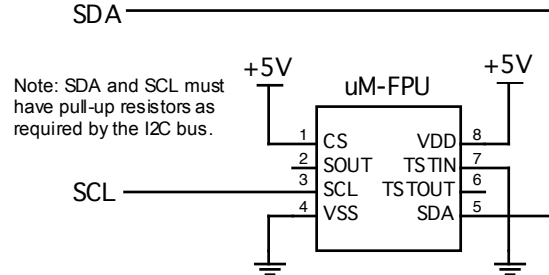 SDA
+5V
+5V
Note: SDA and SCL must
have pull-up resistors as
required by the I2C bus.
uM-FPU
1 CS VDD 8
2 SOUT TSTIN 7
SCL 3 SCL TSTOUT 6
4 VSS SDA 5